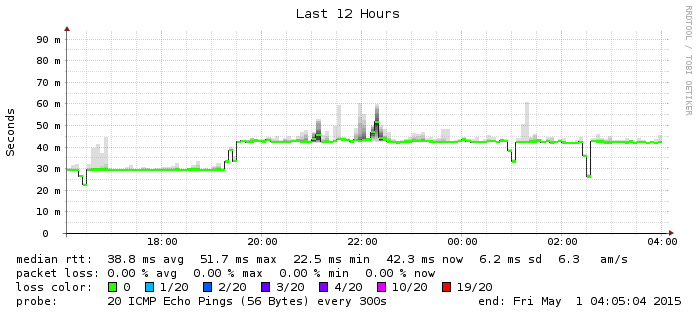 Last 12 Hours
RRDTOOL / TOBI OETIKER
Seconds
90 m
80 m
70 m
60 m
50 m
40 m
30 m
20 m
10 m
0
18:00 20:00 22:00 00:00 02:00 04:00
median rtt: 38.8 ms avg 51.7 ms max 22.5 ms min 42.3 ms now 6.2 ms sd 6.3 am/s
packet loss: 0.00 % avg 0.00 % max 0.00 % min 0.00 % now
loss color: 0 1/20 2/20 3/20 4/20 10/20 19/20
probe: 20 ICMP Echo Pings (56 Bytes) every 300s end: Fri May 1 04:05:04 2015